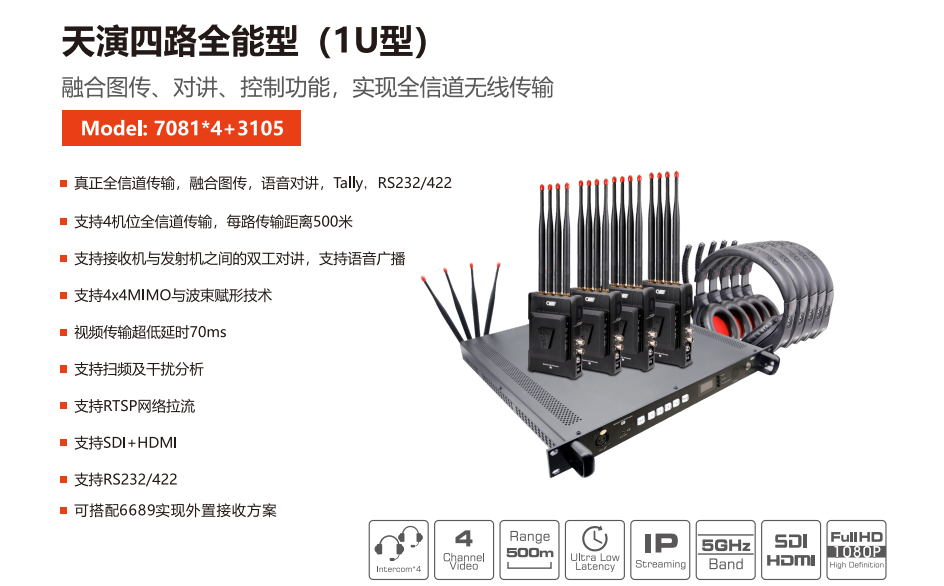 天演四路全能型（1U型）
融合图传、对讲、控制功能，实现全信道无线传输
Model: 7081*4+3105
真正全信道传输，融合图传，语音对讲，Tally，RS232/422
支持4机位全信道传输，每路传输距离500米
支持接收机与发射机之间的双工对讲，支持语音广播
支持4x4MIMO与波束赋形技术
视频传输超低延时70ms
支持扫频及干扰分析
支持RTSP网络拉流
支持SDI+HDMI
支持RS232/422
可搭配6689实现外置接收方案
Intercom*4
4
Channel
Video
Range
500m
Ultra Low
Latency
IP
Streaming
5GHz
Band
SDI
HDMI
Full HD
1080P
High Definition